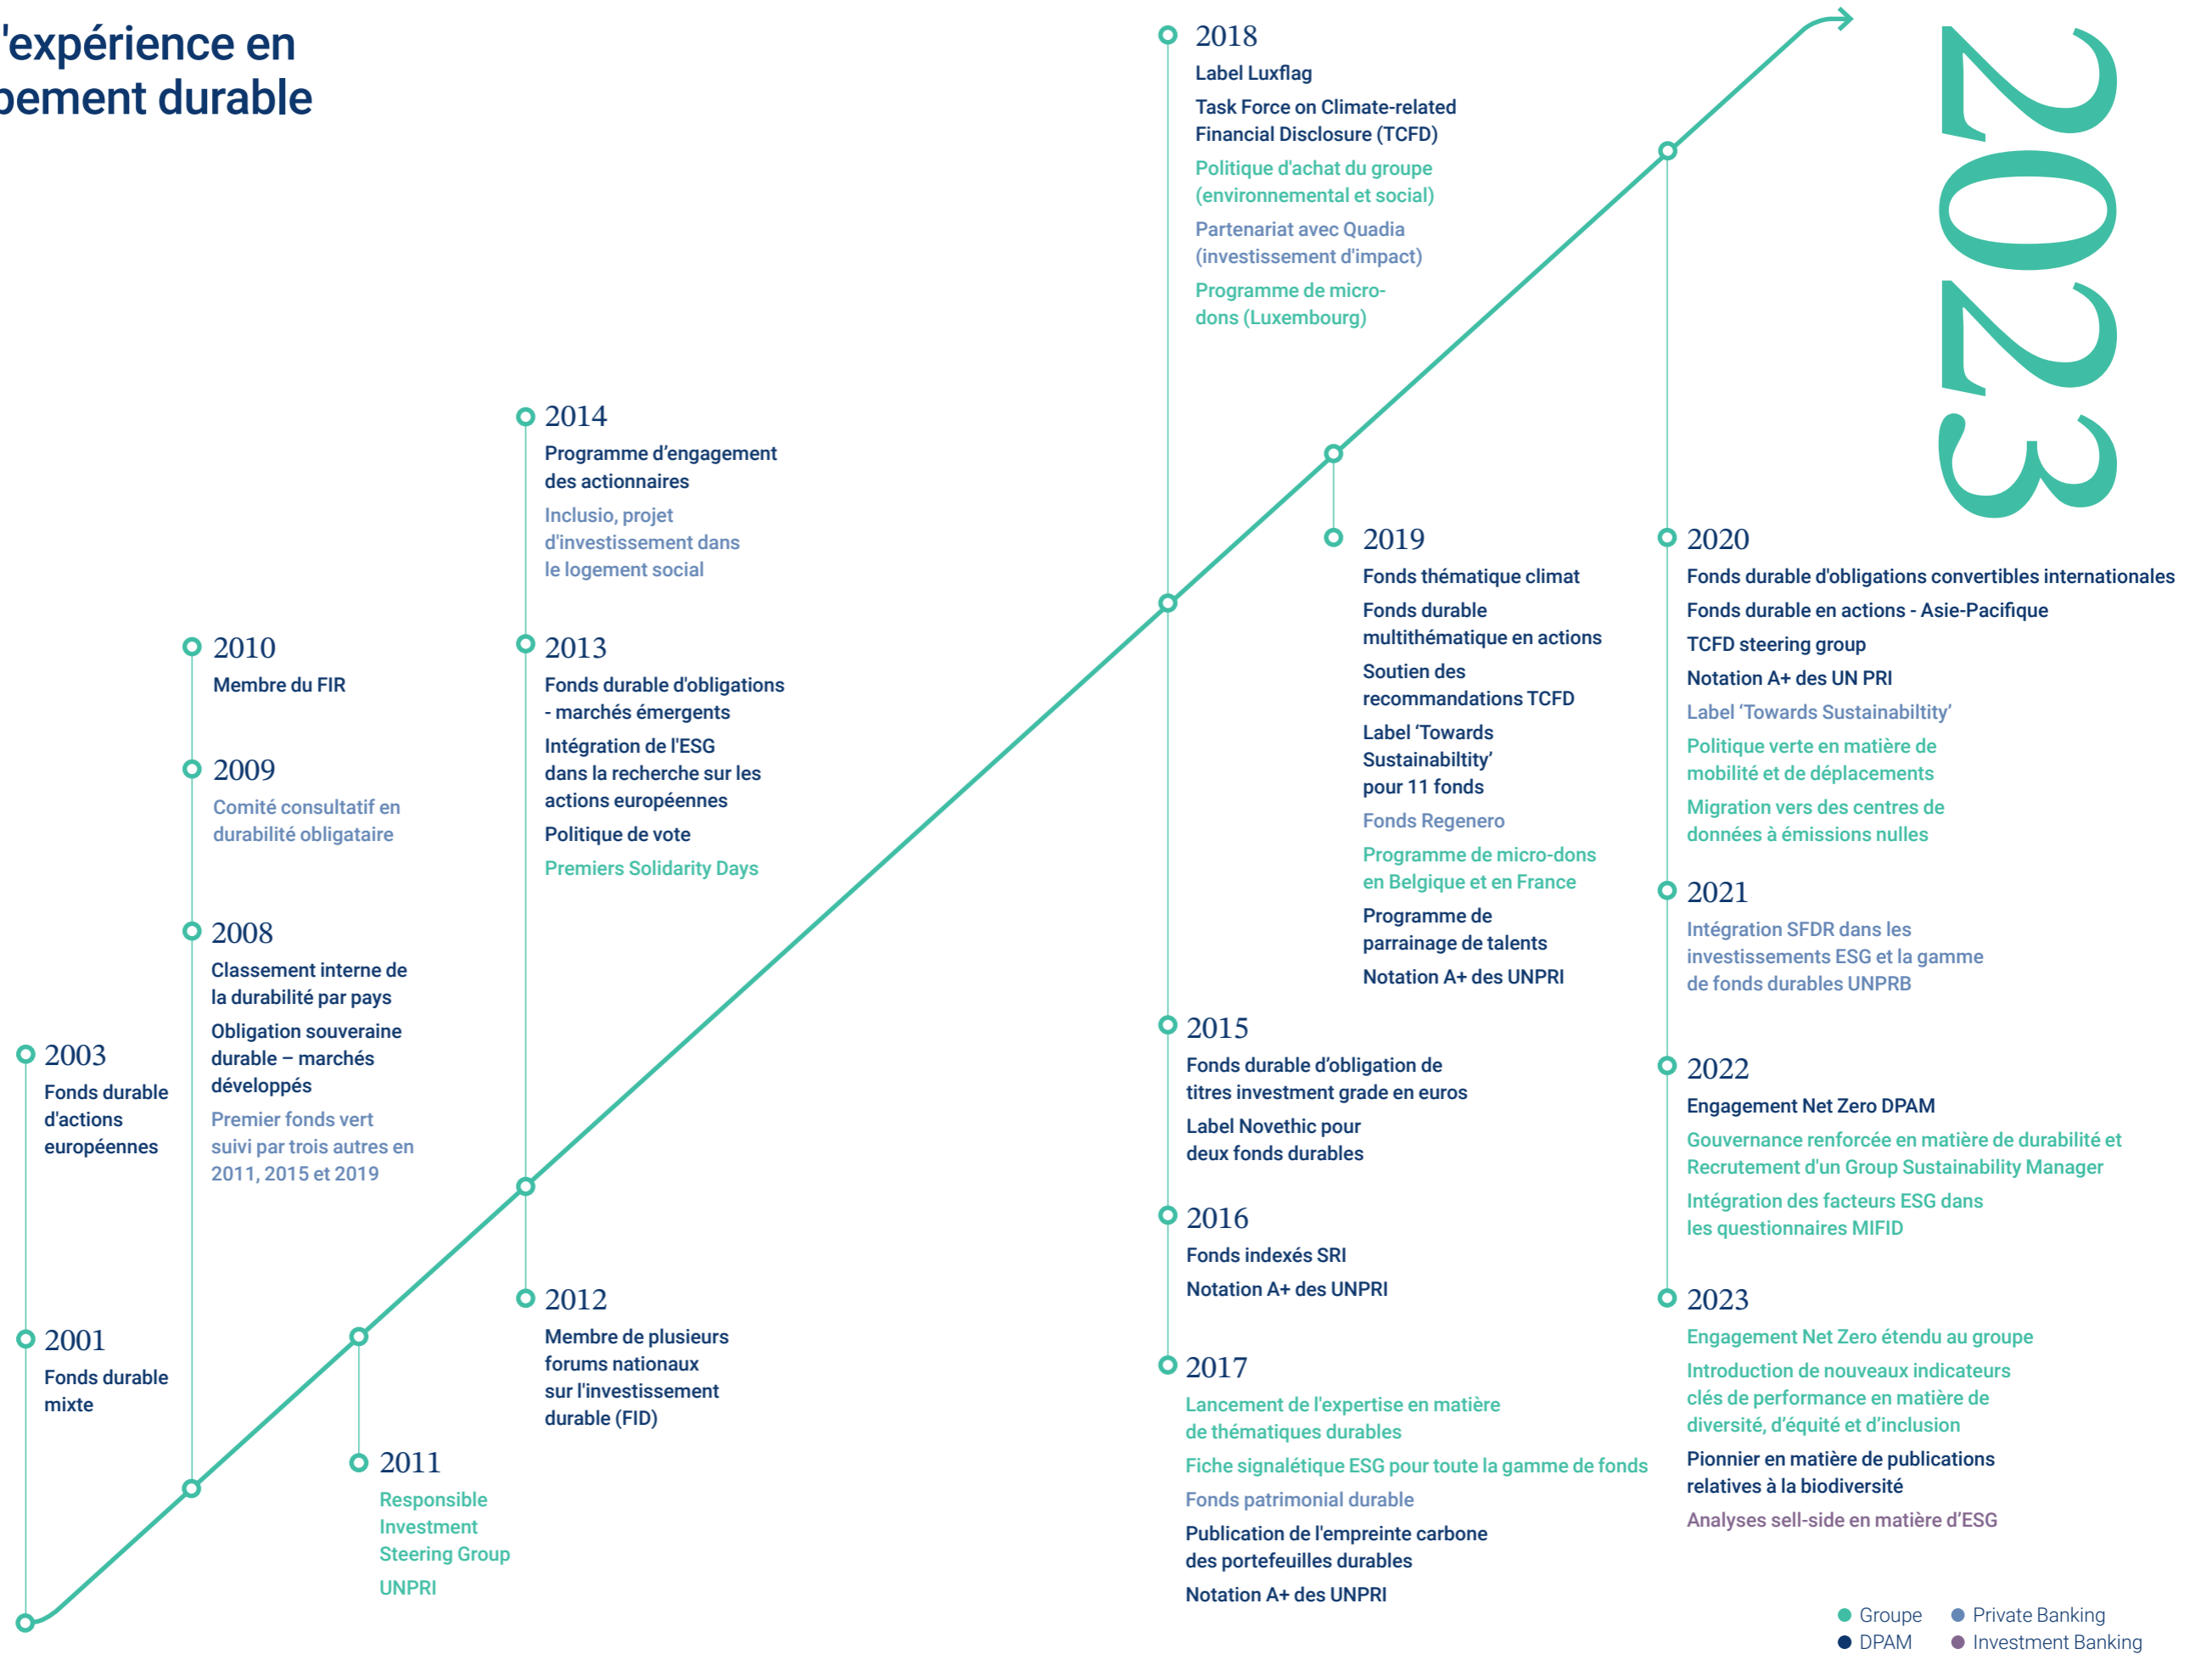 'expérience en
pement durable
2003
Fonds durable
d'actions
européennes
2001
Fonds durable
mixte
2010
Membre du FIR
2009
Comité consultatif en
durabilité obligataire
2008
Classement interne de
la durabilité par pays
Obligation souveraine
durable – marchés
développés
Premier fonds vert
suivi par trois autres en
2011, 2015 et 2019
2011
Responsible
Investment
Steering Group
UNPRI
2014
Programme d’engagement
des actionnaires
Inclusio, projet
d'investissement dans
le logement social
2013
Fonds durable d'obligations
- marchés émergents
Intégration de l'ESG
dans la recherche sur les
actions européennes
Politique de vote
Premiers Solidarity Days
2012
Membre de plusieurs
forums nationaux
sur l'investissement
durable (FID)
2018
Label Luxflag
Task Force on Climate-related
Financial Disclosure (TCFD)
Politique d'achat du groupe
(environnemental et social)
Partenariat avec Quadia
(investissement d'impact)
Programme de micro-
dons (Luxembourg)
2015
Fonds durable d’obligation de
titres investment grade en euros
Label Novethic pour
deux fonds durables
2016
Fonds indexés SRI
Notation A+ des UNPRI
2017
Lancement de l'expertise en matière
de thématiques durables
Fiche signalétique ESG pour toute la gamme de fonds
Fonds patrimonial durable
Publication de l'empreinte carbone
des portefeuilles durables
Notation A+ des UNPRI
2019
Fonds thématique climat
Fonds durable
multithématique en actions
Soutien des
recommandations TCFD
Label ‘Towards
Sustainabiltity’
pour 11 fonds
Fonds Regenero
Programme de micro-dons
en Belgique et en France
Programme de
parrainage de talents
Notation A+ des UNPRI
2023
2020
Fonds durable d'obligations convertibles internationales
Fonds durable en actions - Asie-Pacifique
TCFD steering group
Notation A+ des UN PRI
Label ‘Towards Sustainabiltity’
Politique verte en matière de
mobilité et de déplacements
Migration vers des centres de
données à émissions nulles
2021
Intégration SFDR dans les
investissements ESG et la gamme
de fonds durables UNPRB
2022
Engagement Net Zero DPAM
Gouvernance renforcée en matière de durabilité et
Recrutement d'un Group Sustainability Manager
Intégration des facteurs ESG dans
les questionnaires MIFID
2023
Engagement Net Zero étendu au groupe
Introduction de nouveaux indicateurs
clés de performance en matière de
diversité, d’équité et d’inclusion
Pionnier en matière de publications
relatives à la biodiversité
Analyses sell-side en matière d’ESG
Groupe
Private Banking
DPAM
Investment Banking